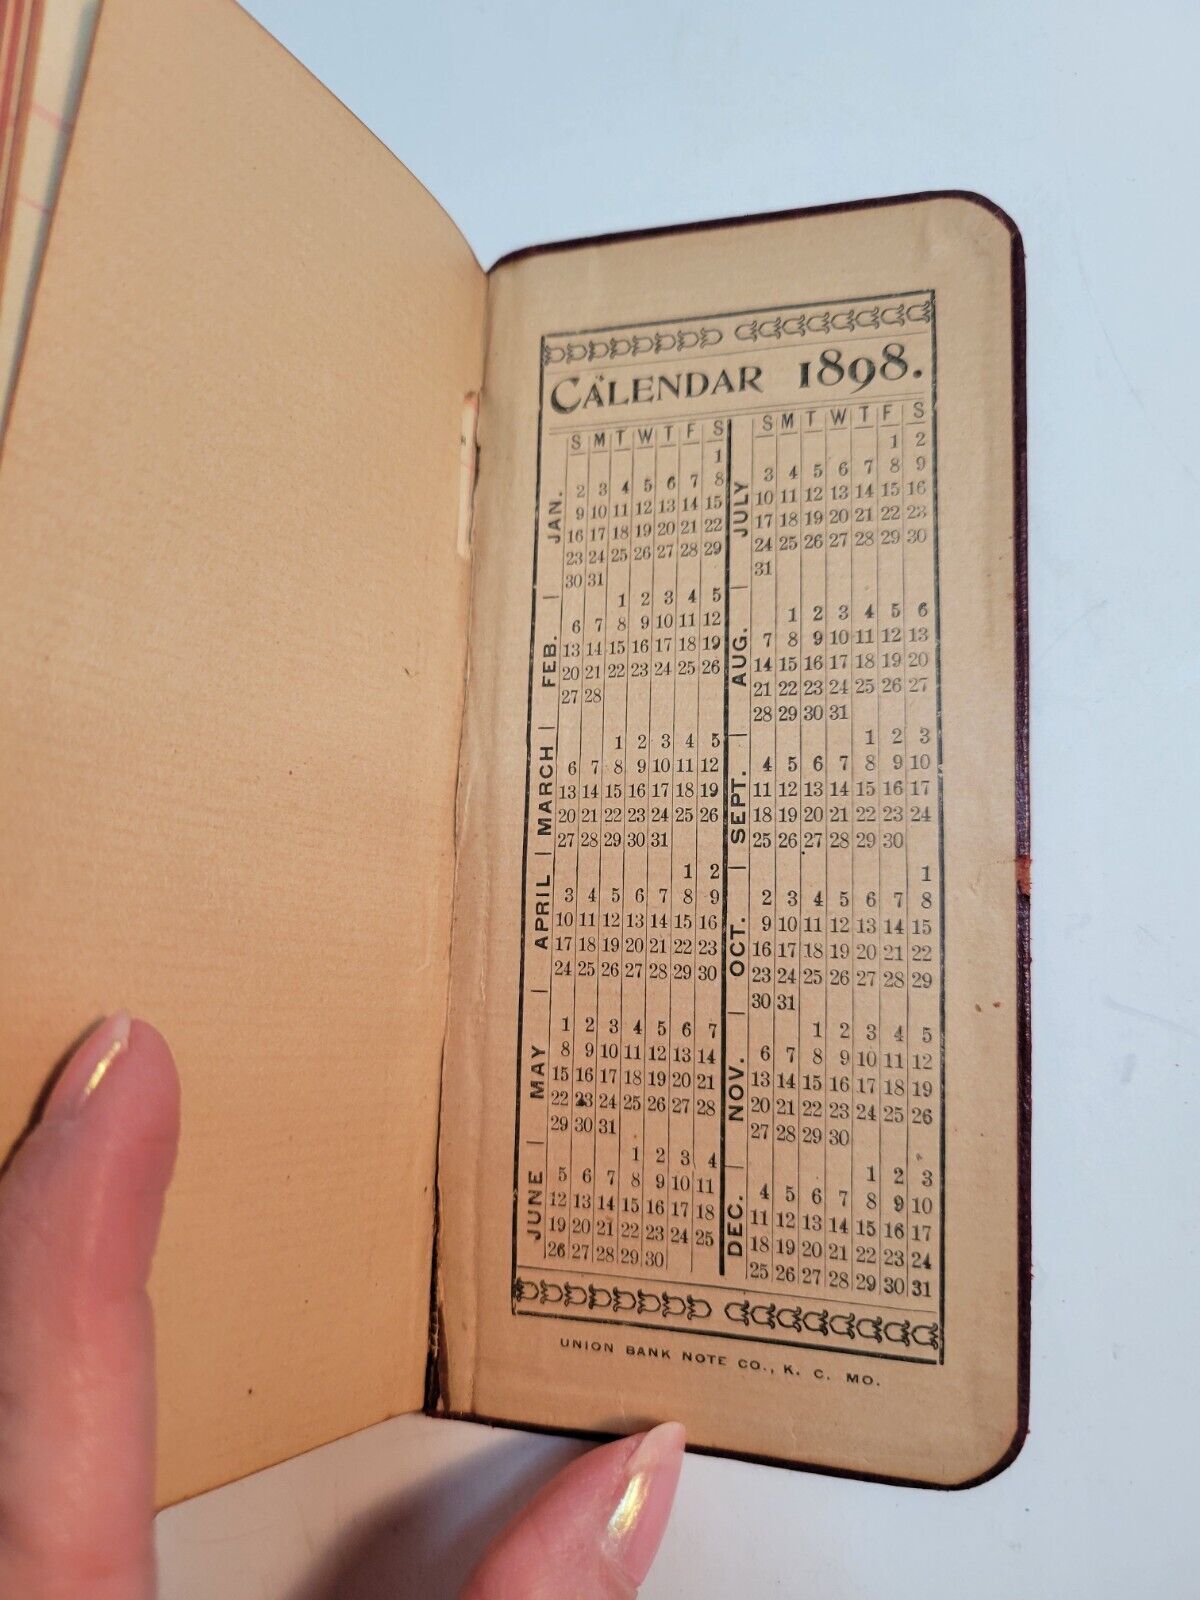 CALENDAR 1898.
S M T W T F S
JAN.
1
2 3 4 5 6 7 8
9 10 11 12 13 14 15
16 17 18 19 20 21 22
23 24 25 26 27 28 29
30 31
FEB.
1 2 3 4 5
6 7 8 9 10 11 12
13 14 15 16 17 18 19
20 21 22 23 24 25 26
27 28
MARCH
1 2 3 4 5
6 7 8 9 10 11 12
13 14 15 16 17 18 19
20 21 22 23 24 25 26
27 28 29 30 31
APRIL
1 2
3 4 5 6 7 8 9
10 11 12 13 14 15 16
17 18 19 20 21 22 23
24 25 26 27 28 29 30
MAY
1 2 3 4 5 6 7
8 9 10 11 12 13 14
15 16 17 18 19 20 21
22 23 24 25 26 27 28
29 30 31
JUNE
1 2 3 4
5 6 7 8 9 10 11
12 13 14 15 16 17 18
19 20 21 22 23 24 25
26 27 28 29 30
S M T W T F S
JULY
1 2
3 4 5 6 7 8 9
10 11 12 13 14 15 16
17 18 19 20 21 22 23
24 25 26 27 28 29 30
31
AUG.
1 2 3 4 5 6
7 8 9 10 11 12 13
14 15 16 17 18 19 20
21 22 23 24 25 26 27
28 29 30 31
SEPT.
1 2 3
4 5 6 7 8 9 10
11 12 13 14 15 16 17
18 19 20 21 22 23 24
25 26 27 28 29 30
OCT.
1
2 3 4 5 6 7 8
9 10 11 12 13 14 15
16 17 18 19 20 21 22
23 24 25 26 27 28 29
30 31
NOV.
1 2 3 4 5
6 7 8 9 10 11 12
13 14 15 16 17 18 19
20 21 22 23 24 25 26
27 28 29 30
DEC.
1 2 3
4 5 6 7 8 9 10
11 12 13 14 15 16 17
18 19 20 21 22 23 24
25 26 27 28 29 30 31
UNION BANK NOTE CO., K. C. MO.